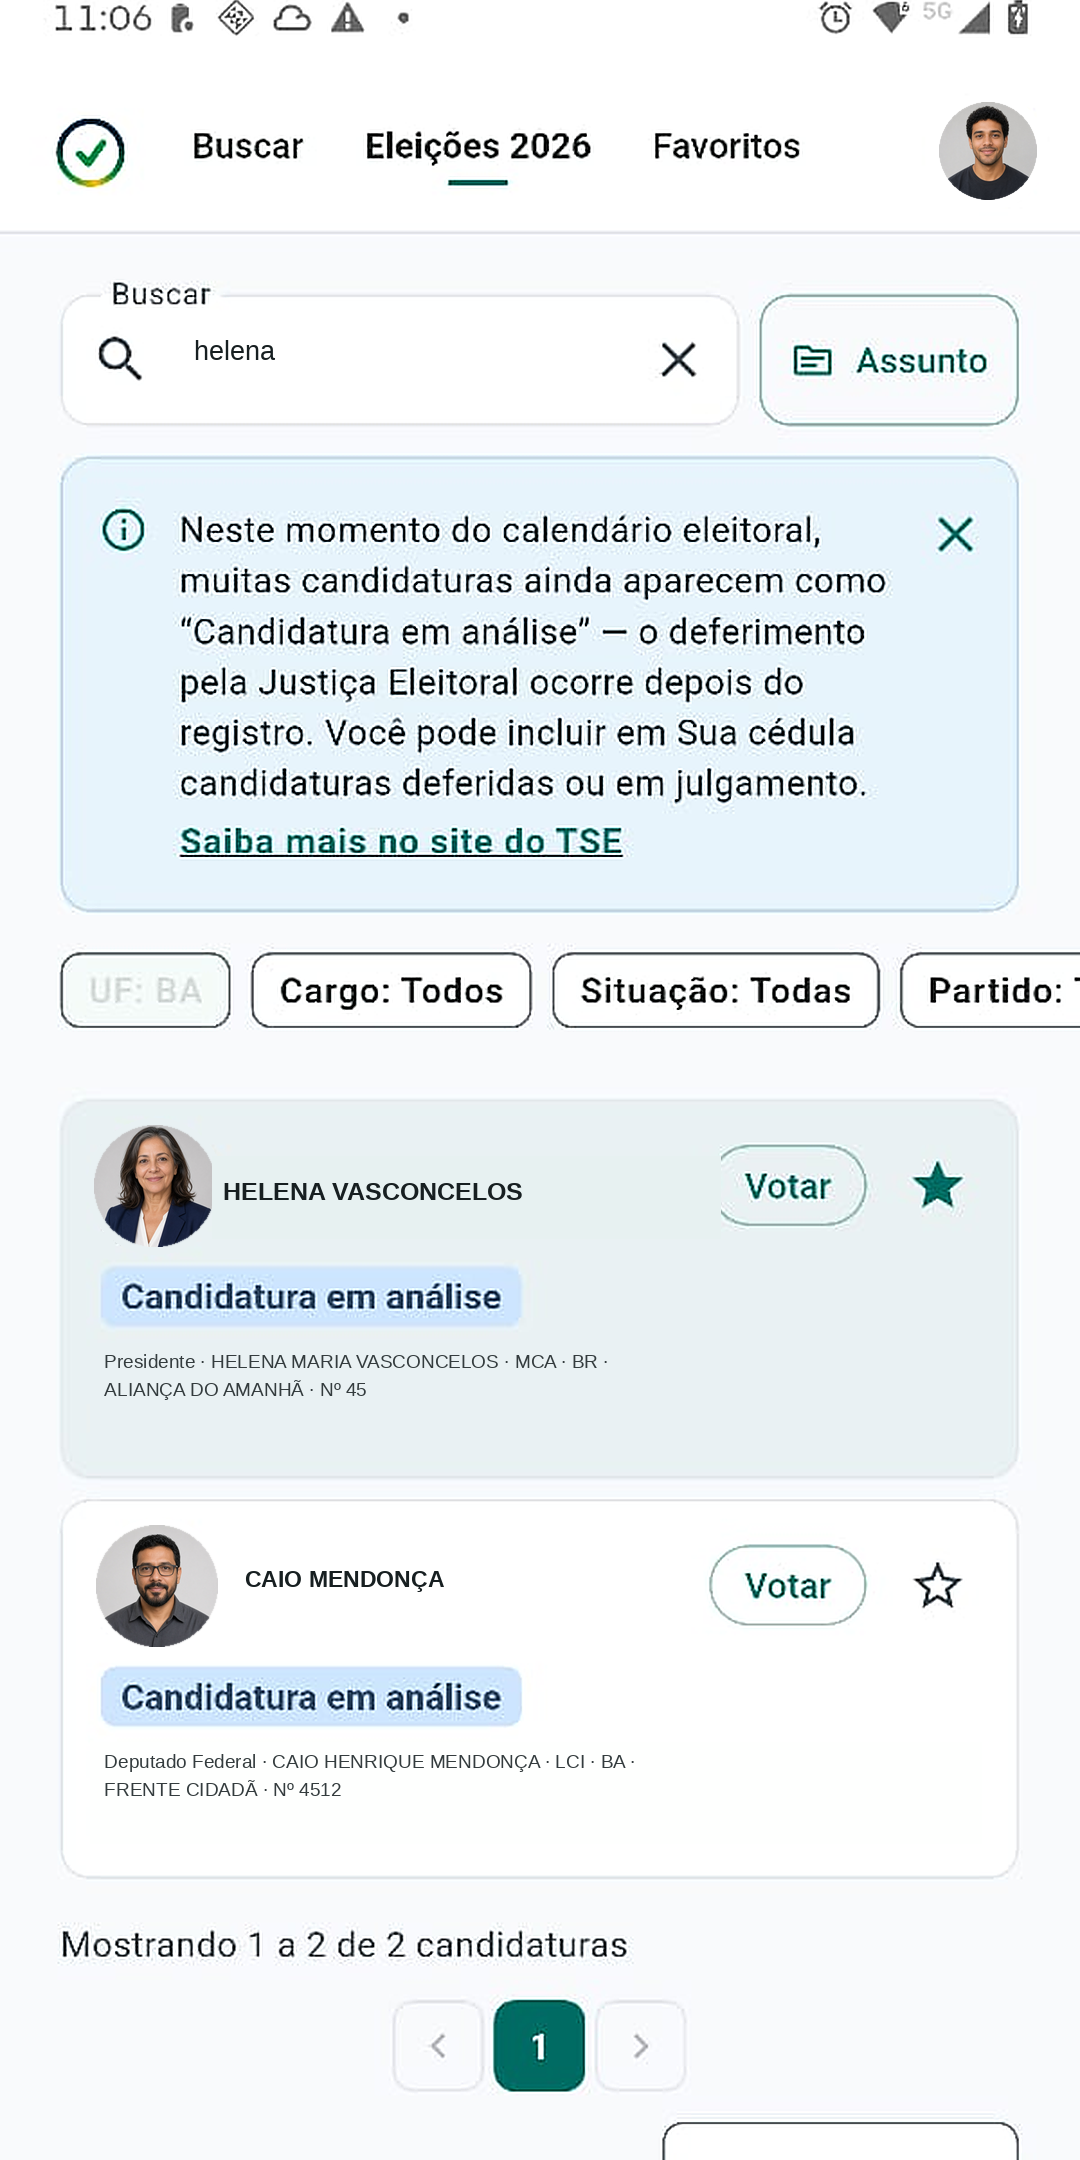 11:06
5G
Buscar Eleições 2026 Favoritos
Buscar
helena
Assunto
Neste momento do calendário eleitoral,
muitas candidaturas ainda aparecem como
“Candidatura em análise” — o deferimento
pela Justiça Eleitoral ocorre depois do
registro. Você pode incluir em Sua cédula
candidaturas deferidas ou em julgamento.
Saiba mais no site do TSE
UF: BA Cargo: Todos Situação: Todas Partido:
HELENA VASCONCELOS Votar
Candidatura em análise
Presidente · HELENA MARIA VASCONCELOS · MCA · BR ·
ALIANÇA DO AMANHÃ · Nº 45
CAIO MENDONÇA Votar
Candidatura em análise
Deputado Federal · CAIO HENRIQUE MENDONÇA · LCI · BA ·
FRENTE CIDADÃ · Nº 4512
Mostrando 1 a 2 de 2 candidaturas
1